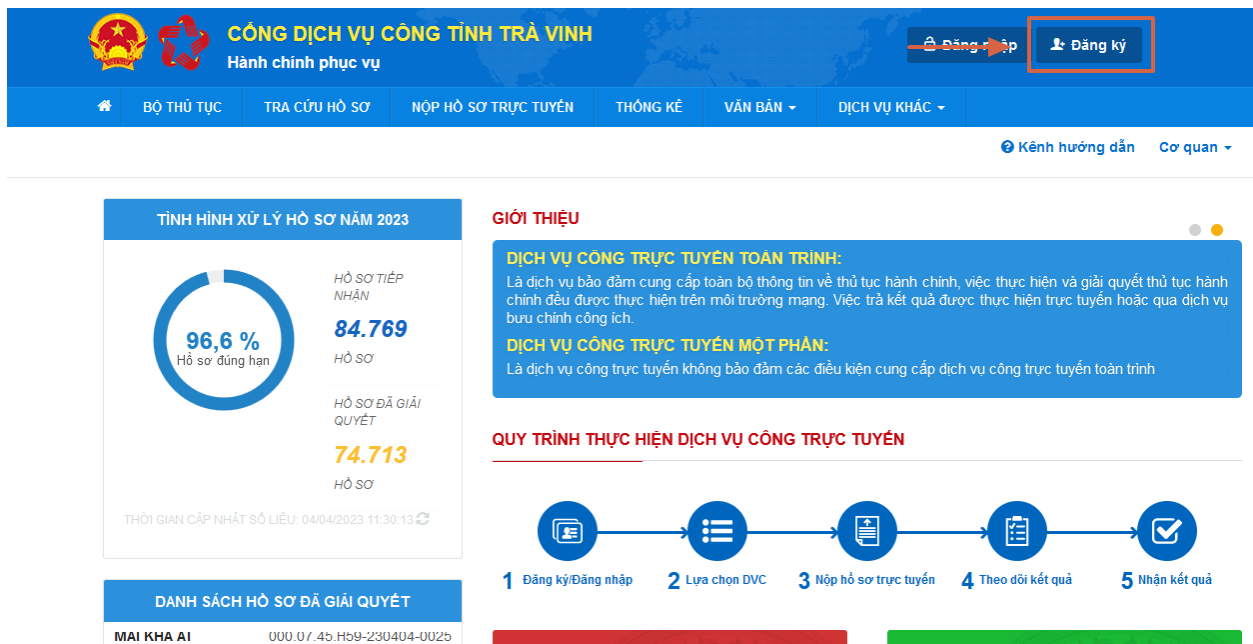 CỔNG DỊCH VỤ CÔNG TỈNH TRÀ VINH
Hành chính phục vụ
Đăng ký
BỘ THỦ TỤC
TRA CỨU HỒ SƠ
NỘP HỒ SƠ TRỰC TUYẾN
THỐNG KÊ
VĂN BẢN
DỊCH VỤ KHÁC
Kênh hướng dẫn
Cơ quan
TÌNH HÌNH XỬ LÝ HỒ SƠ NĂM 2023
96,6 %
Hồ sơ đúng hạn
HỒ SƠ TIẾP
NHẬN
84.769
HỒ SƠ
HỒ SƠ ĐÃ GIẢI
QUYẾT
74.713
HỒ SƠ
THỜI GIAN CẬP NHẬT SỐ LIỆU: 04/04/2023 11:30:13
DANH SÁCH HỒ SƠ ĐÃ GIẢI QUYẾT
MAI KHA AI 000.07.45.H59-230404-0025
GIỚI THIỆU
DỊCH VỤ CÔNG TRỰC TUYẾN TOÀN TRÌNH:
Là dịch vụ bảo đảm cung cấp toàn bộ thông tin về thủ tục hành chính, việc thực hiện và giải quyết thủ tục hành
chính đều được thực hiện trên môi trường mạng. Việc trả kết quả được thực hiện trực tuyến hoặc qua dịch vụ
bưu chính công ích.
DỊCH VỤ CÔNG TRỰC TUYẾN MỘT PHẦN:
Là dịch vụ công trực tuyến không bảo đảm các điều kiện cung cấp dịch vụ công trực tuyến toàn trình
QUY TRÌNH THỰC HIỆN DỊCH VỤ CÔNG TRỰC TUYẾN
1 Đăng ký/Đăng nhập
2 Lựa chọn DVC
3 Nộp hồ sơ trực tuyến
4 Theo dõi kết quả
5 Nhận kết quả